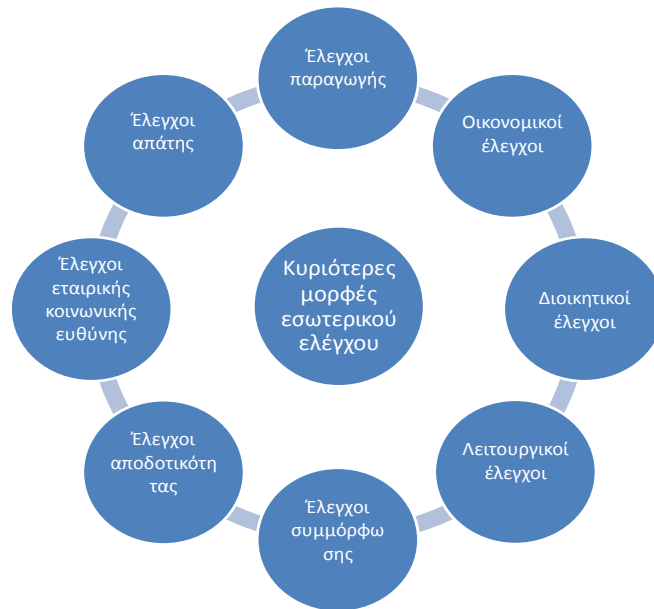 Έλεγχοι
παραγωγής
Οικονομικοί
έλεγχοι
Διοικητικοί
έλεγχοι
Λειτουργικοί
έλεγχοι
Έλεγχοι
συμμόρφω
σης
Έλεγχοι
αποδοτικότη
τας
Έλεγχοι
εταιρικής
κοινωνικής
ευθύνης
Έλεγχοι
απάτης
Κυριότερες
μορφές
εσωτερικού
ελέγχου